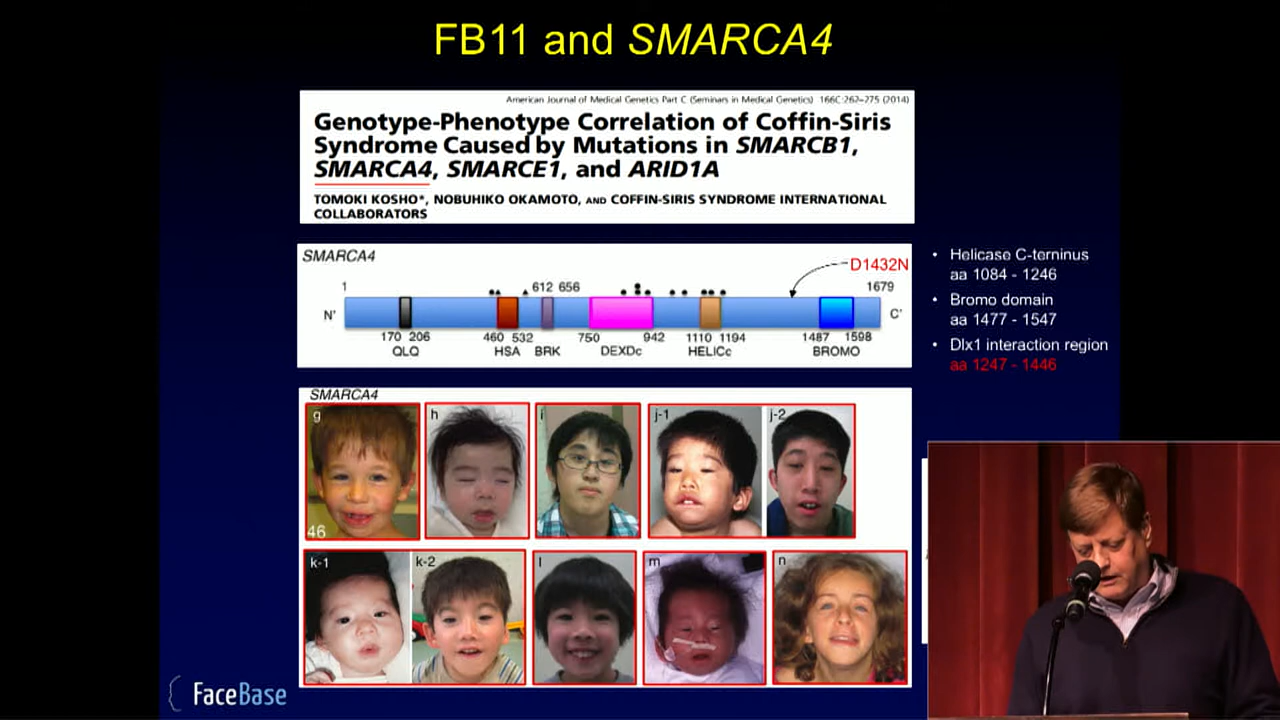 FB11 and SMARCA4
American Journal of Medical Genetics Part C (Seminars in Medical Genetics) 166C:262–275 (2014)
Genotype-Phenotype Correlation of Coffin-Siris
Syndrome Caused by Mutations in SMARCB1,
SMARCA4, SMARCE1, and ARID1A
TOMOKI KOSHO*, NOBUHIKO OKAMOTO, AND COFFIN-SIRIS SYNDROME INTERNATIONAL
COLLABORATORS
SMARCA4
D1432N
1 612 656 1679
N' C'
170 206 460 532 750 942 1110 1194 1487 1598
QLQ HSA BRK DEXDc HELICc BROMO
• Helicase C-terninus
aa 1084 - 1246
• Bromo domain
aa 1477 - 1547
• Dlx1 interaction region
aa 1247 - 1446
SMARCA4
g h i j-1 j-2
46
k-1 k-2 l m n
FaceBase